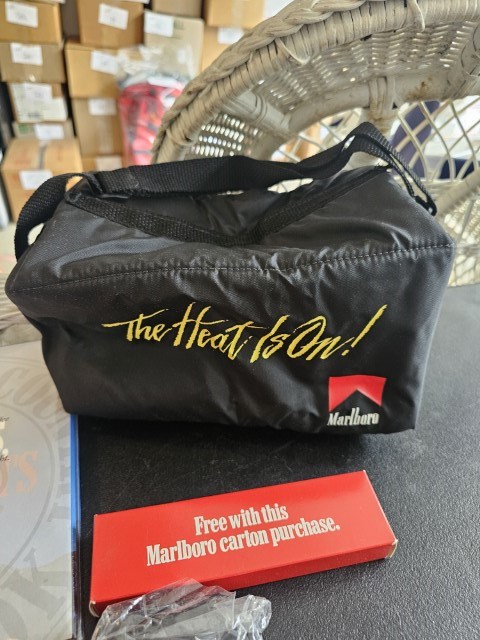 The Heat Is On!
Marlboro
Free with this
Marlboro carton purchase.